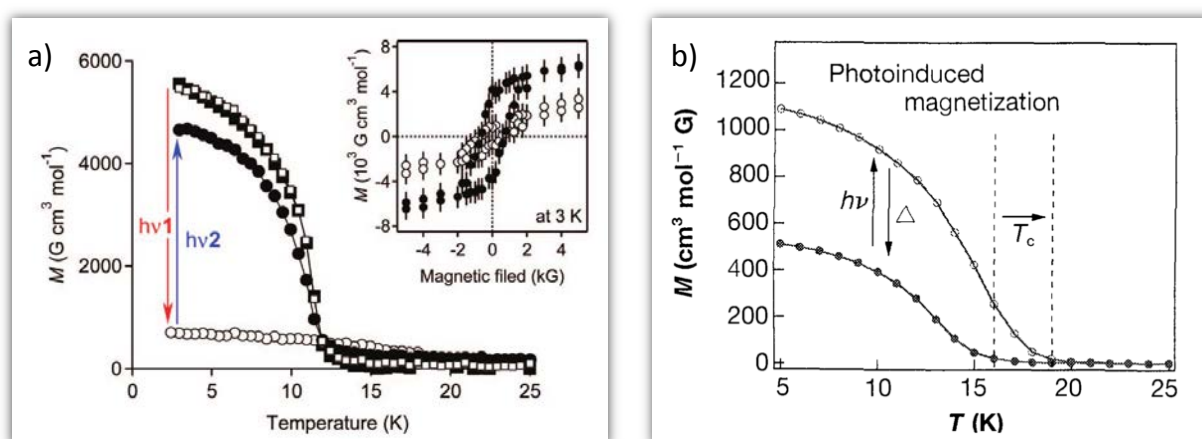 a)
M (G cm³ mol⁻¹)
6000
4000
2000
0
hν1
hν2
0 5 10 15 20 25
Temperature (K)
M (10³ G cm³ mol⁻¹)
8
4
0
-4
-8
at 3 K
-4 -2 0 2 4
Magnetic filed (kG)
b)
M (cm³ mol⁻¹ G)
1200
1000
800
600
400
200
0
Photoinduced
magnetization
hν
△
Tc
5 10 15 20 25
T (K)